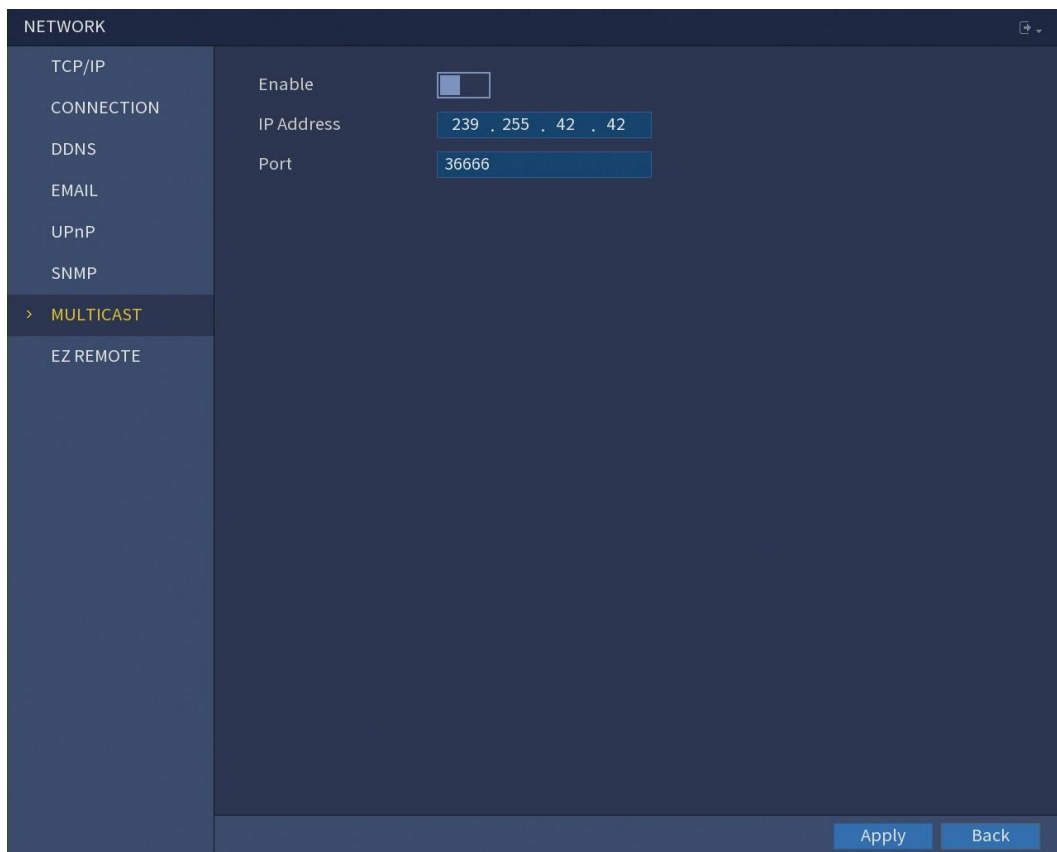 NETWORK
TCP/IP
CONNECTION
DDNS
EMAIL
UPnP
SNMP
> MULTICAST
EZ REMOTE
Enable
IP Address 239 . 255 . 42 . 42
Port 36666
Apply Back